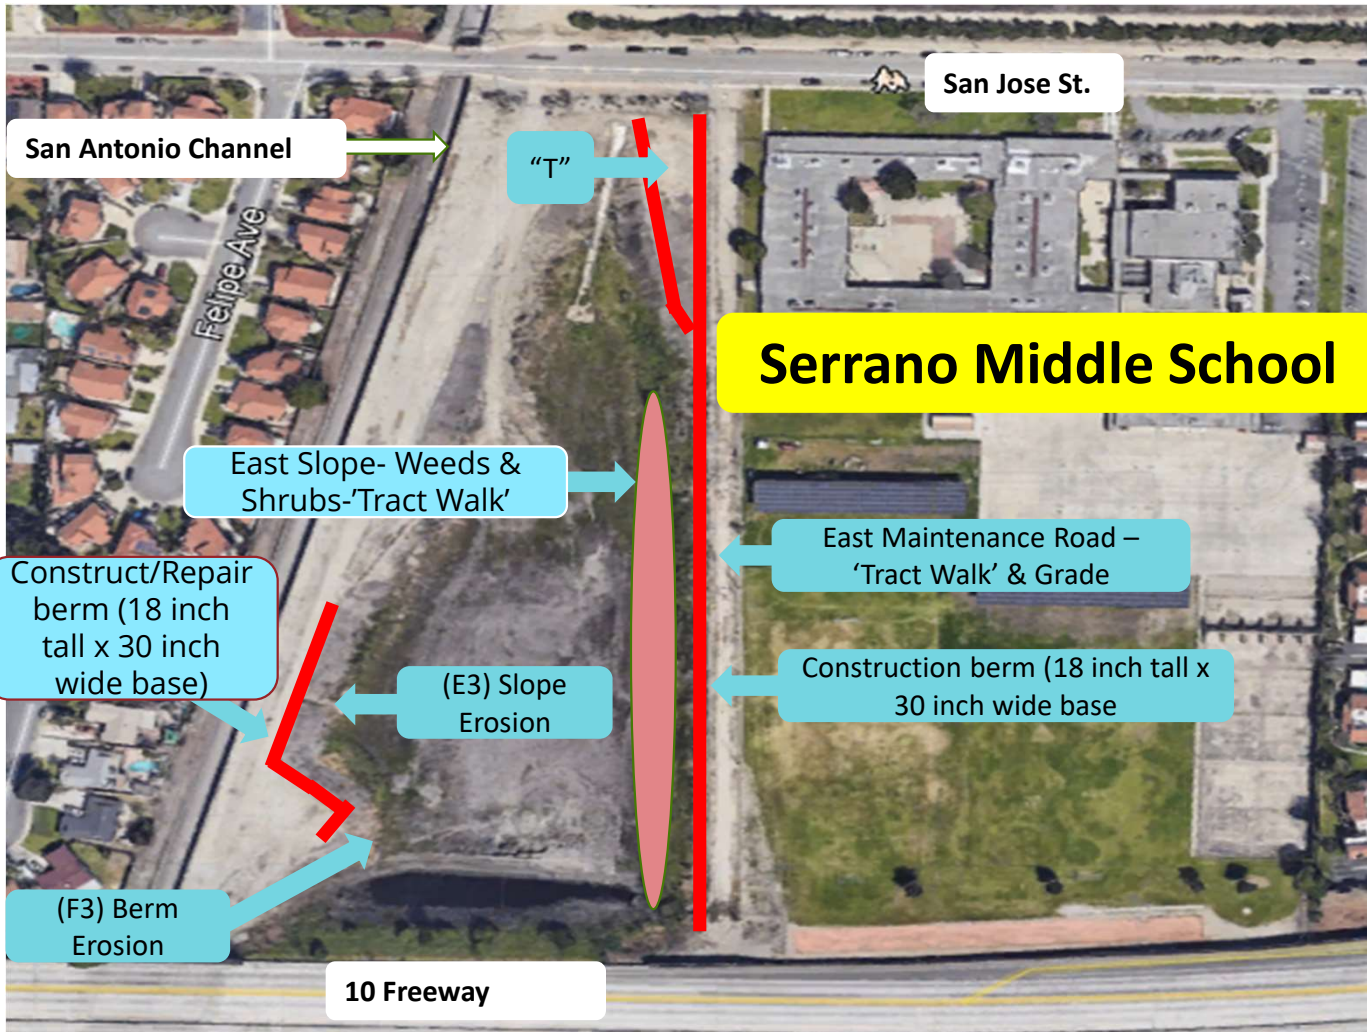 San Jose St.
San Antonio Channel
“T”
Felipe Ave
Serrano Middle School
East Slope- Weeds &
Shrubs-’Tract Walk’
East Maintenance Road –
‘Tract Walk’ & Grade
Construct/Repair
berm (18 inch
tall x 30 inch
wide base)
(E3) Slope
Erosion
Construction berm (18 inch tall x
30 inch wide base
(F3) Berm
Erosion
10 Freeway